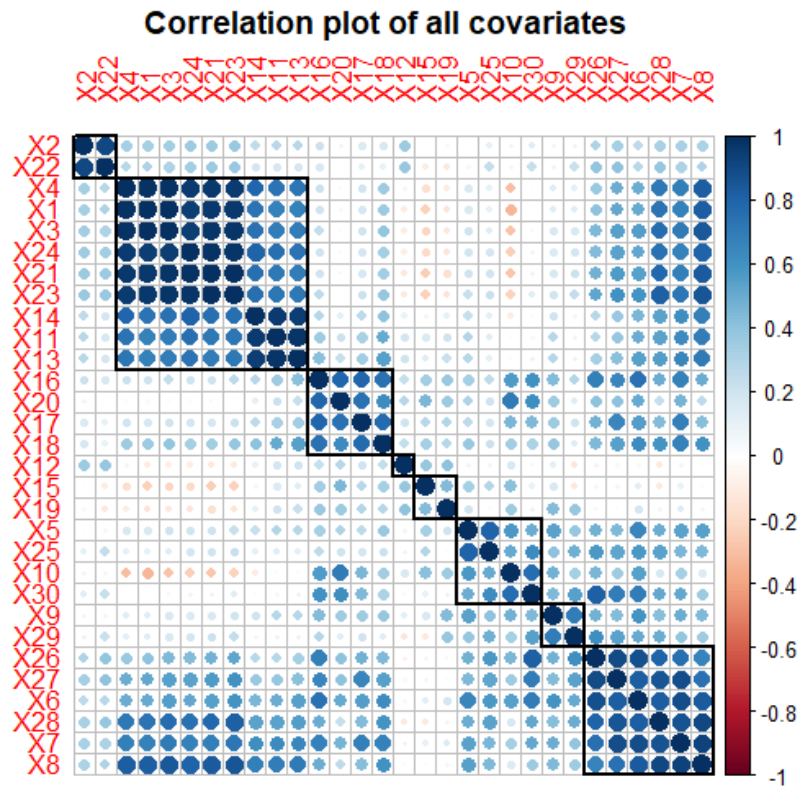 Correlation plot of all covariates
X2 X22 X4 X1 X3 X24 X21 X23 X14 X11 X13 X16 X20 X17 X18 X12 X15 X19 X5 X25 X10 X30 X9 X29 X26 X27 X6 X28 X7 X8
X2
X22
X4
X1
X3
X24
X21
X23
X14
X11
X13
X16
X20
X17
X18
X12
X15
X19
X5
X25
X10
X30
X9
X29
X26
X27
X6
X28
X7
X8
1
0.8
0.6
0.4
0.2
0
-0.2
-0.4
-0.6
-0.8
-1